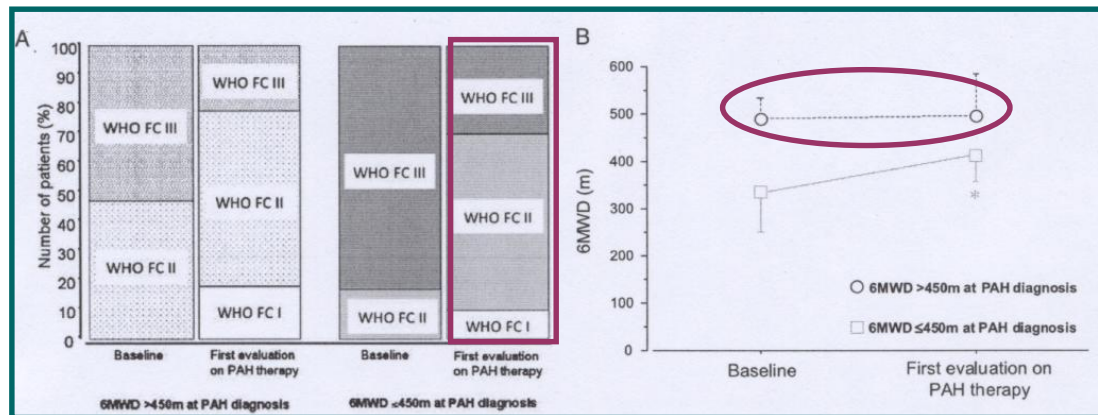 A
Number of patients (%)
100
90
80
70
60
50
40
30
20
10
0
WHO FC III
WHO FC II
WHO FC III
WHO FC II
WHO FC I
WHO FC III
WHO FC II
WHO FC III
WHO FC II
WHO FC I
Baseline
First evaluation
on PAH therapy
Baseline
First evaluation
on PAH therapy
6MWD >450m at PAH diagnosis
6MWD ≤450m at PAH diagnosis
B
6MWD (m)
600
500
400
300
200
100
0
*
6MWD >450m at PAH diagnosis
6MWD ≤450m at PAH diagnosis
Baseline
First evaluation on
PAH therapy